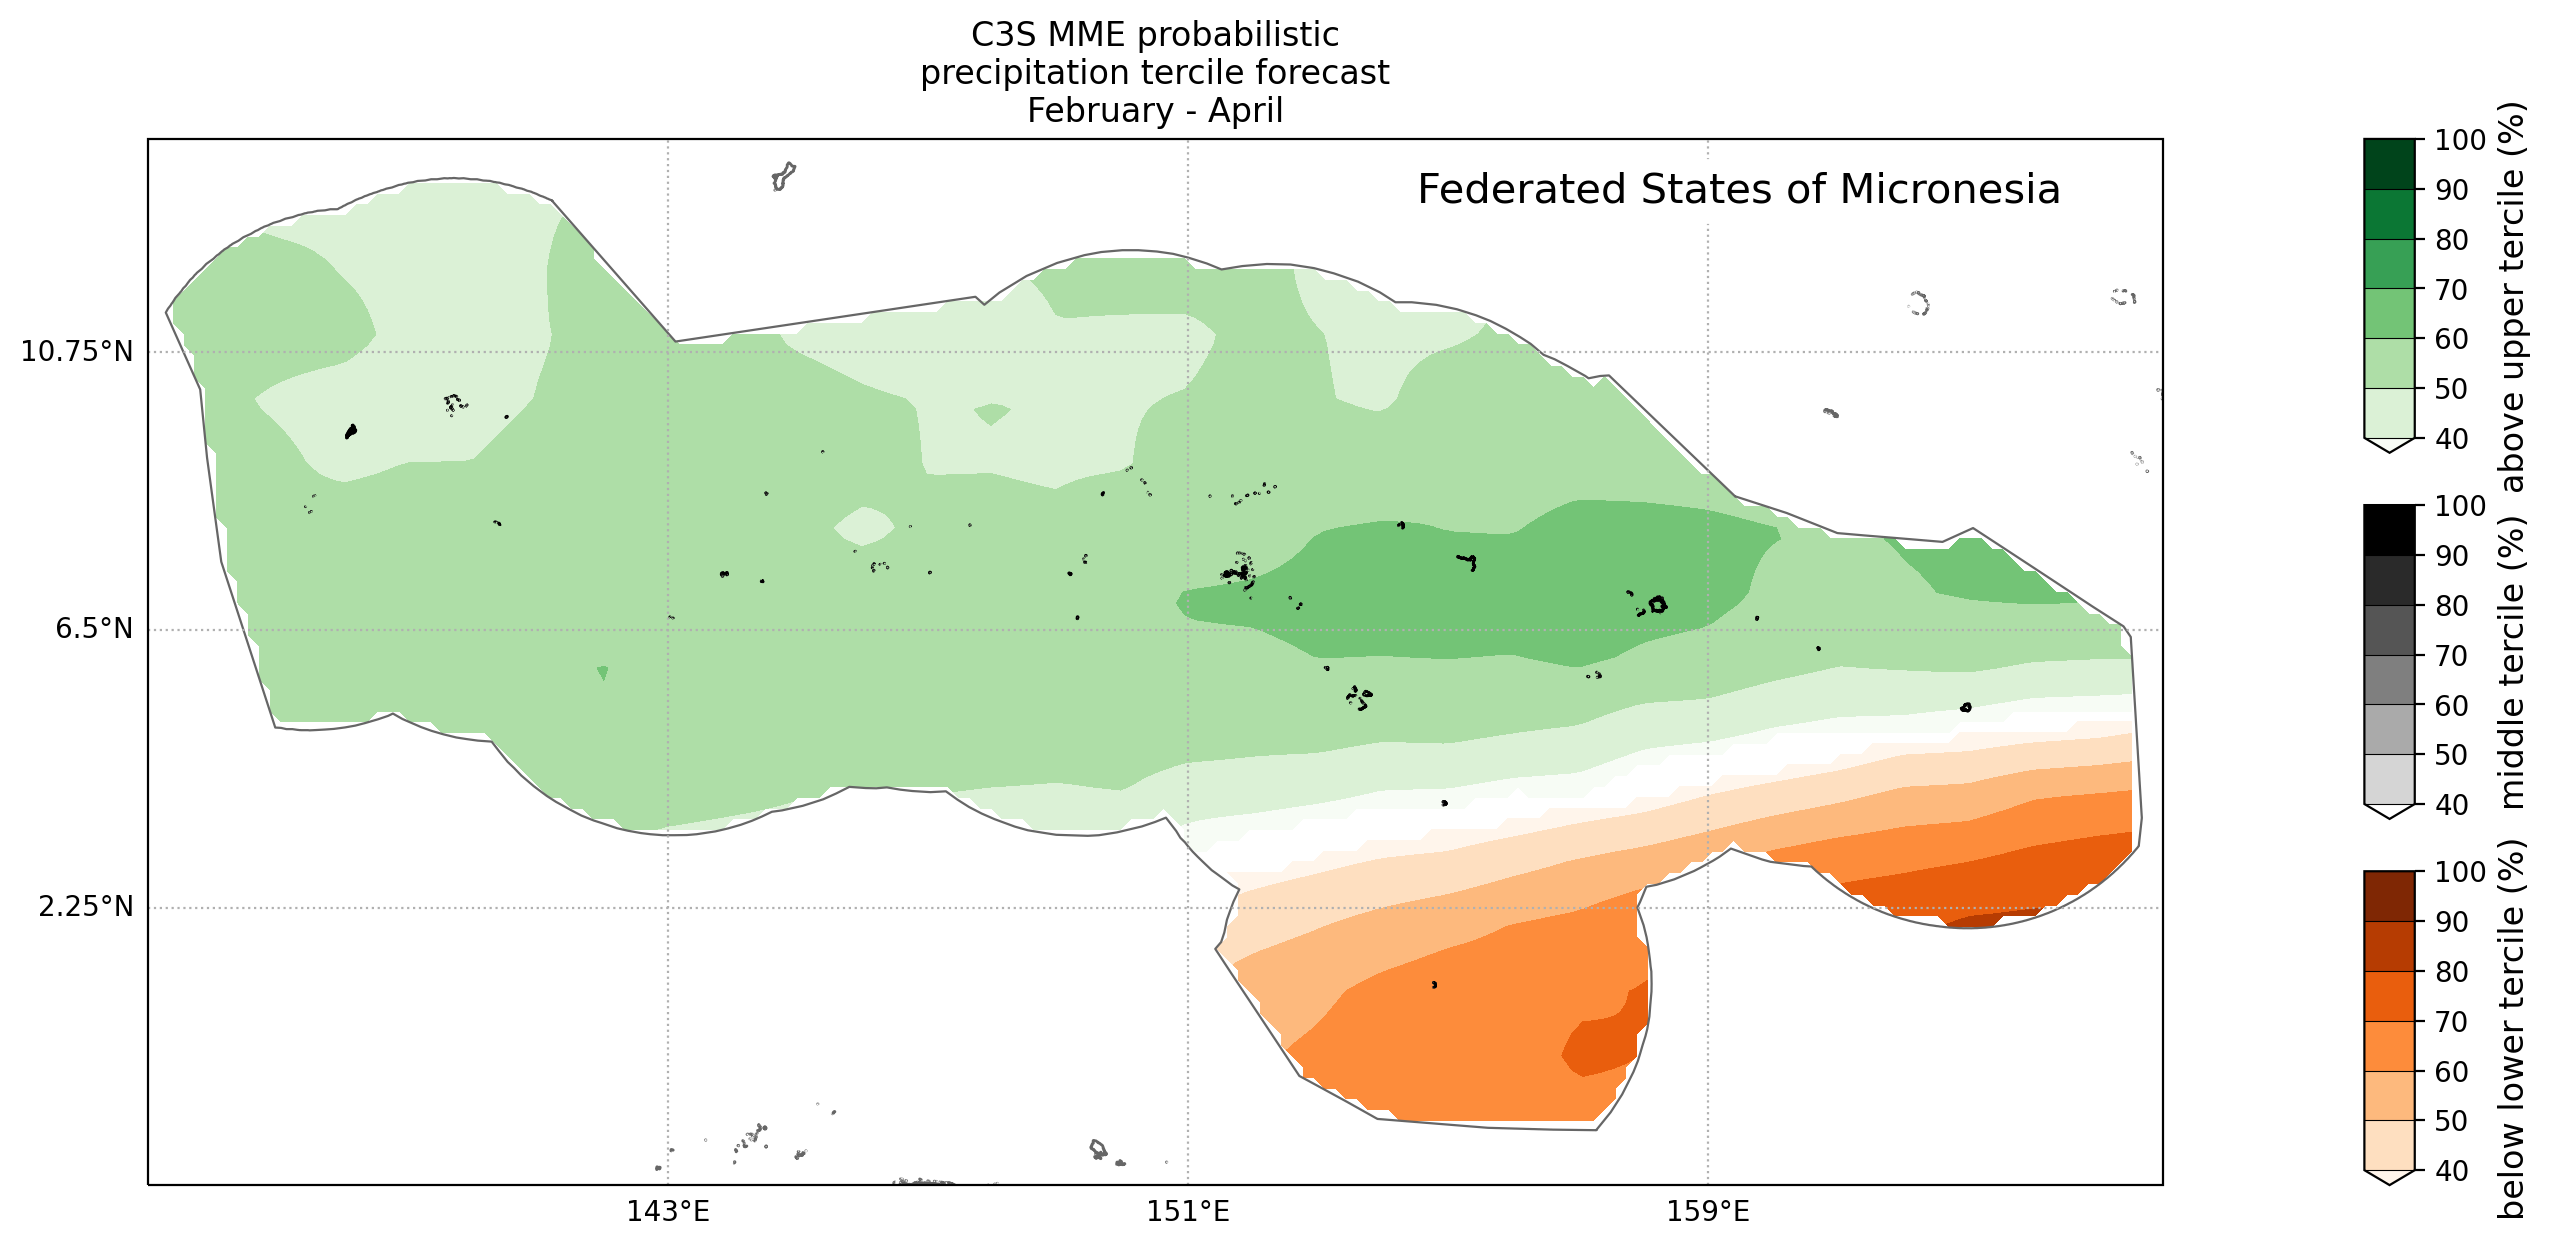 C3S MME probabilistic
precipitation tercile forecast
February - April
Federated States of Micronesia
10.75°N
6.5°N
2.25°N
143°E
151°E
159°E
100
90
80
70
60
50
40
above upper tercile (%)
100
90
80
70
60
50
40
middle tercile (%)
100
90
80
70
60
50
40
below lower tercile (%)